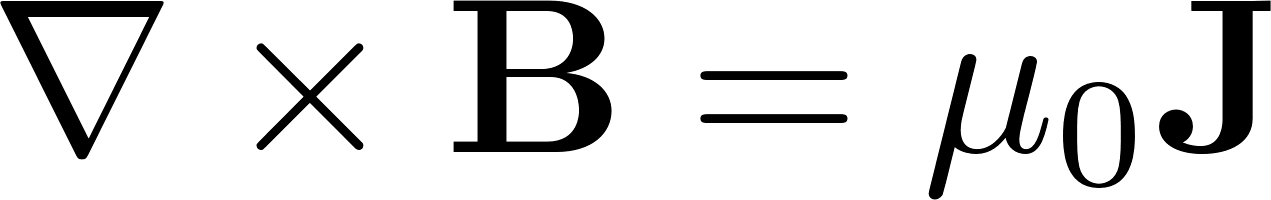 ∇ × B = μ₀J